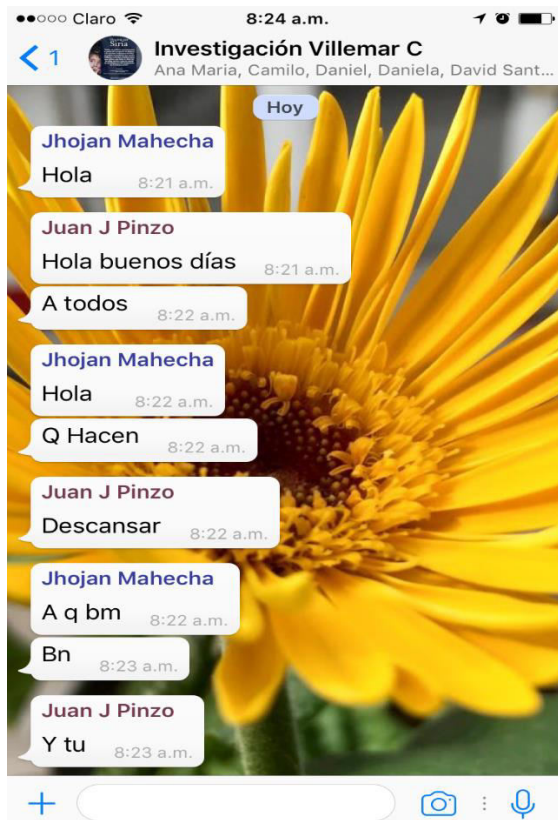 Claro 8:24 a.m.
1 Investigación Villemar C
Ana Maria, Camilo, Daniel, Daniela, David Sant...
Hoy
Jhojan Mahecha
Hola 8:21 a.m.
Juan J Pinzo
Hola buenos días 8:21 a.m.
A todos 8:22 a.m.
Jhojan Mahecha
Hola 8:22 a.m.
Q Hacen 8:22 a.m.
Juan J Pinzo
Descansar 8:22 a.m.
Jhojan Mahecha
A q bm 8:22 a.m.
Bn 8:23 a.m.
Juan J Pinzo
Y tu 8:23 a.m.